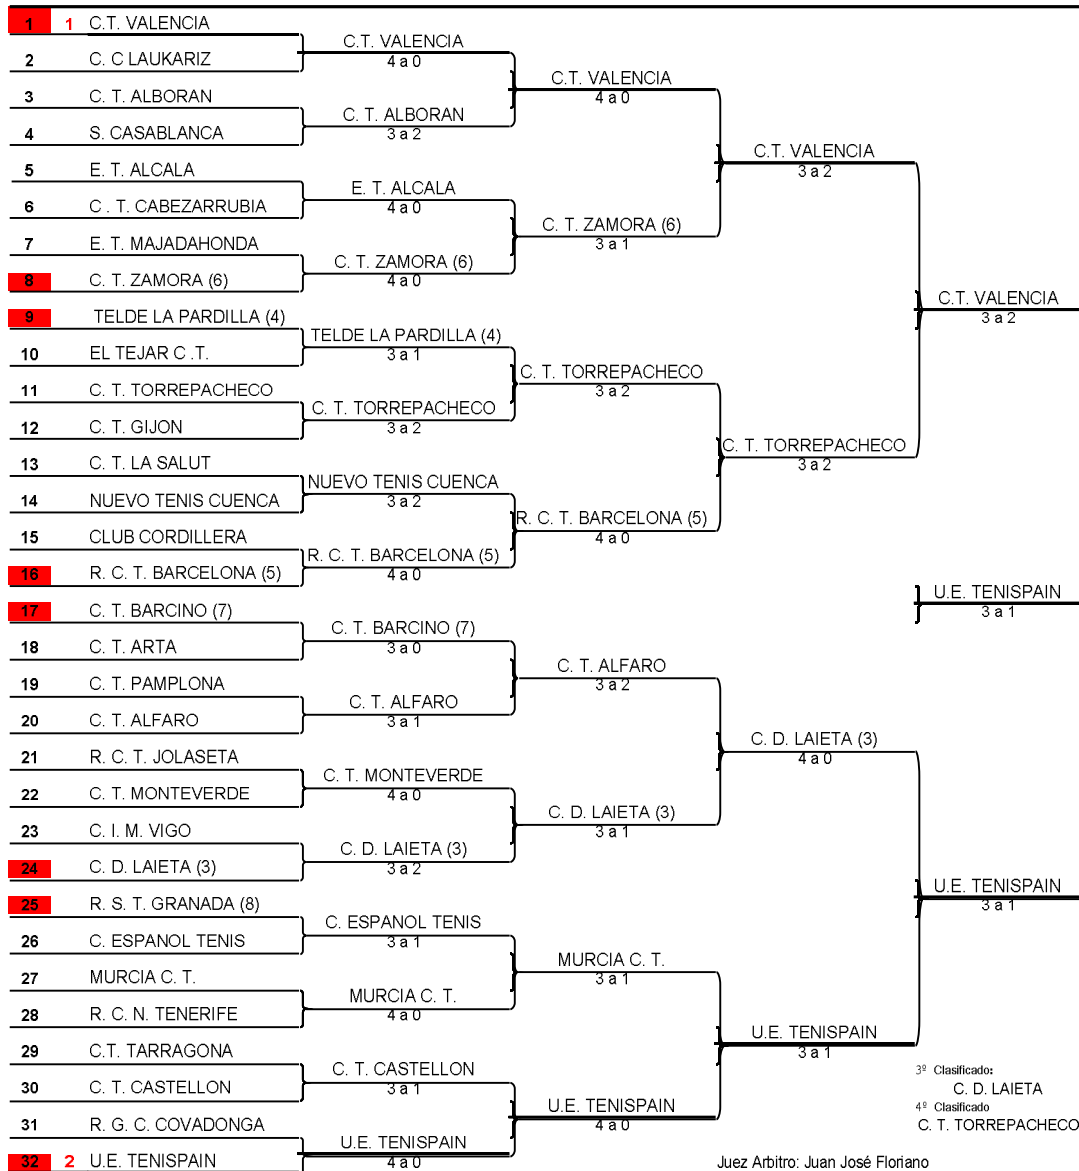 1 1 C.T. VALENCIA
C.T. VALENCIA
2 C. C LAUKARIZ
4 a 0
C.T. VALENCIA
3 C. T. ALBORAN
4 a 0
C. T. ALBORAN
4 S. CASABLANCA
3 a 2
C.T. VALENCIA
5 E. T. ALCALA
3 a 2
E. T. ALCALA
6 C . T. CABEZARRUBIA
4 a 0
C. T. ZAMORA (6)
7 E. T. MAJADAHONDA
3 a 1
C. T. ZAMORA (6)
8 C. T. ZAMORA (6)
4 a 0
C.T. VALENCIA
9 TELDE LA PARDILLA (4)
3 a 2
TELDE LA PARDILLA (4)
10 EL TEJAR C .T.
3 a 1
C. T. TORREPACHECO
11 C. T. TORREPACHECO
3 a 2
C. T. TORREPACHECO
12 C. T. GIJON
3 a 2
C. T. TORREPACHECO
13 C. T. LA SALUT
3 a 2
NUEVO TENIS CUENCA
14 NUEVO TENIS CUENCA
3 a 2
R. C. T. BARCELONA (5)
15 CLUB CORDILLERA
4 a 0
R. C. T. BARCELONA (5)
16 R. C. T. BARCELONA (5)
4 a 0
U.E. TENISPAIN
17 C. T. BARCINO (7)
3 a 1
C. T. BARCINO (7)
18 C. T. ARTA
3 a 0
C. T. ALFARO
19 C. T. PAMPLONA
3 a 2
C. T. ALFARO
20 C. T. ALFARO
3 a 1
C. D. LAIETA (3)
21 R. C. T. JOLASETA
4 a 0
C. T. MONTEVERDE
22 C. T. MONTEVERDE
4 a 0
C. D. LAIETA (3)
23 C. I. M. VIGO
3 a 1
C. D. LAIETA (3)
24 C. D. LAIETA (3)
3 a 2
U.E. TENISPAIN
25 R. S. T. GRANADA (8)
3 a 1
C. ESPANOL TENIS
26 C. ESPANOL TENIS
3 a 1
MURCIA C. T.
27 MURCIA C. T.
3 a 1
MURCIA C. T.
28 R. C. N. TENERIFE
4 a 0
U.E. TENISPAIN
29 C.T. TARRAGONA
3 a 1
3º Clasificado:
C. T. CASTELLON
30 C. T. CASTELLON
3 a 1
C. D. LAIETA
U.E. TENISPAIN
4º Clasificado
31 R. G. C. COVADONGA
4 a 0
C. T. TORREPACHECO
U.E. TENISPAIN
32 2 U.E. TENISPAIN
4 a 0
Juez Arbitro: Juan José Floriano